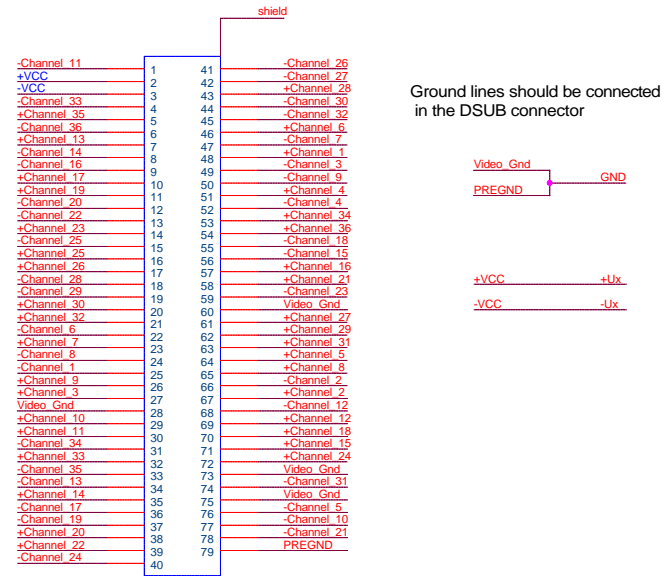 shield
-Channel_11 1 41 -Channel_26
+VCC 2 42 -Channel_27
-VCC 3 43 +Channel_28
-Channel_33 4 44 -Channel_30
+Channel_35 5 45 -Channel_32
-Channel_36 6 46 +Channel_6
+Channel_13 7 47 -Channel_7
-Channel_14 8 48 +Channel_1
-Channel_16 9 49 -Channel_3
+Channel_17 10 50 -Channel_9
+Channel_19 11 51 +Channel_4
-Channel_20 12 52 -Channel_4
-Channel_22 13 53 +Channel_34
+Channel_23 14 54 +Channel_36
-Channel_25 15 55 -Channel_18
+Channel_25 16 56 -Channel_15
+Channel_26 17 57 +Channel_16
-Channel_28 18 58 +Channel_21
-Channel_29 19 59 -Channel_23
+Channel_30 20 60 Video_Gnd
+Channel_32 21 61 +Channel_27
-Channel_6 22 62 +Channel_29
+Channel_7 23 63 +Channel_31
-Channel_8 24 64 +Channel_5
-Channel_1 25 65 +Channel_8
+Channel_9 26 66 -Channel_2
+Channel_3 27 67 +Channel_2
Video_Gnd 28 68 -Channel_12
+Channel_10 29 69 +Channel_12
+Channel_11 30 70 +Channel_18
-Channel_34 31 71 +Channel_15
+Channel_33 32 72 +Channel_24
-Channel_35 33 73 Video_Gnd
-Channel_13 34 74 -Channel_31
+Channel_14 35 75 Video_Gnd
-Channel_17 36 76 -Channel_5
-Channel_19 37 77 -Channel_10
+Channel_20 38 78 -Channel_21
+Channel_22 39 79 PREGND
-Channel_24 40
Ground lines should be connected
in the DSUB connector
Video_Gnd GND
PREGND
+VCC +Ux
-VCC -Ux